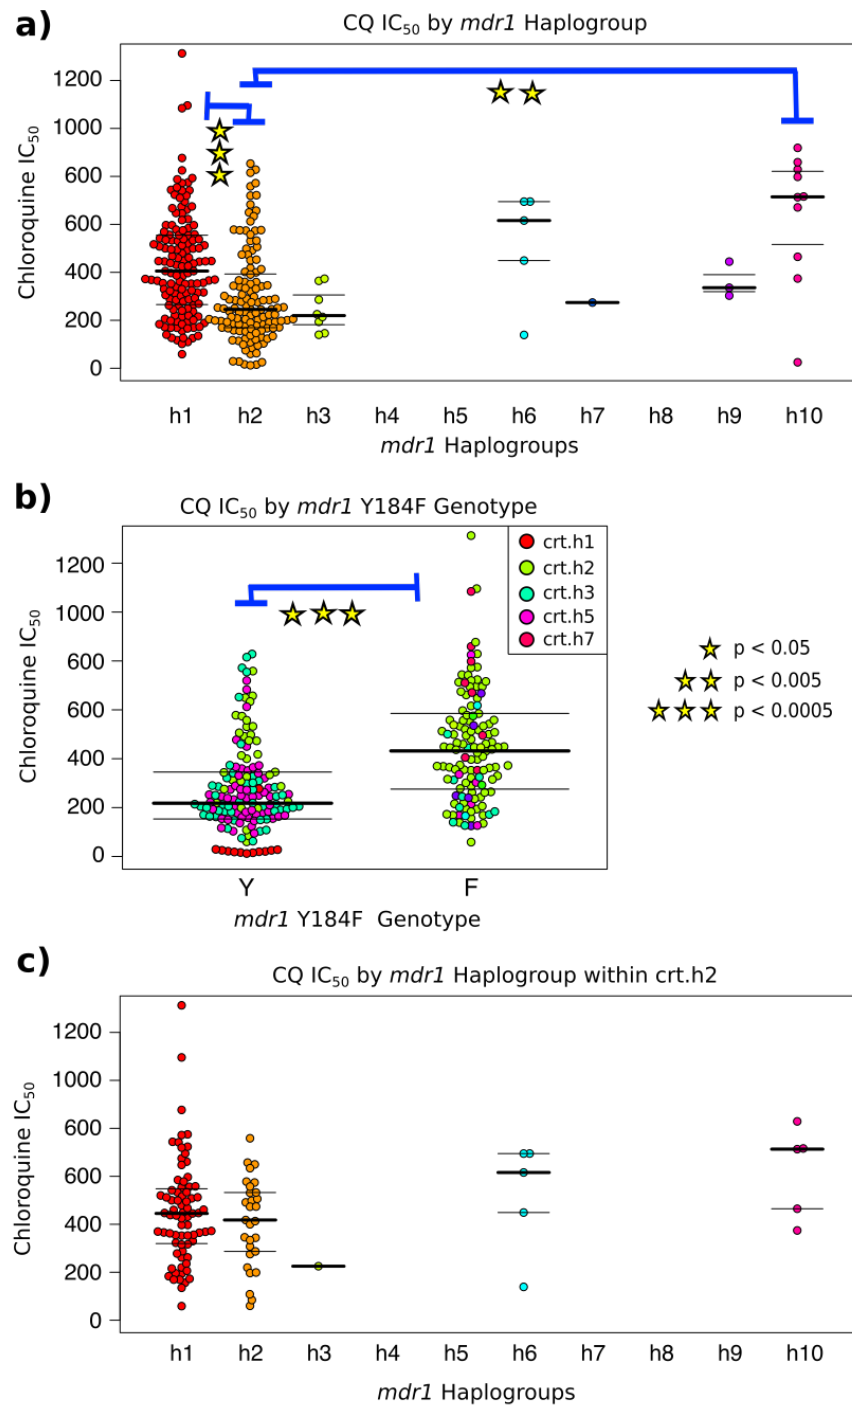 a)
CQ IC50 by mdr1 Haplogroup
1200
1000
600
600
400
200
0
Chloroquine IC50
h1 h2 h3 h4 h5 h6 h7 h8 h9 h10
mdr1 Haplogroups
b)
CQ IC50 by mdr1 Y184F Genotype
1200
1000
600
600
400
200
0
Chloroquine IC50
crt.h1
crt.h2
crt.h3
crt.h5
crt.h7
p < 0.05
p < 0.005
p < 0.0005
Y F
mdr1 Y184F Genotype
c)
CQ IC50 by mdr1 Haplogroup within crt.h2
1200
1000
600
600
400
200
0
Chloroquine IC50
h1 h2 h3 h4 h5 h6 h7 h8 h9 h10
mdr1 Haplogroups